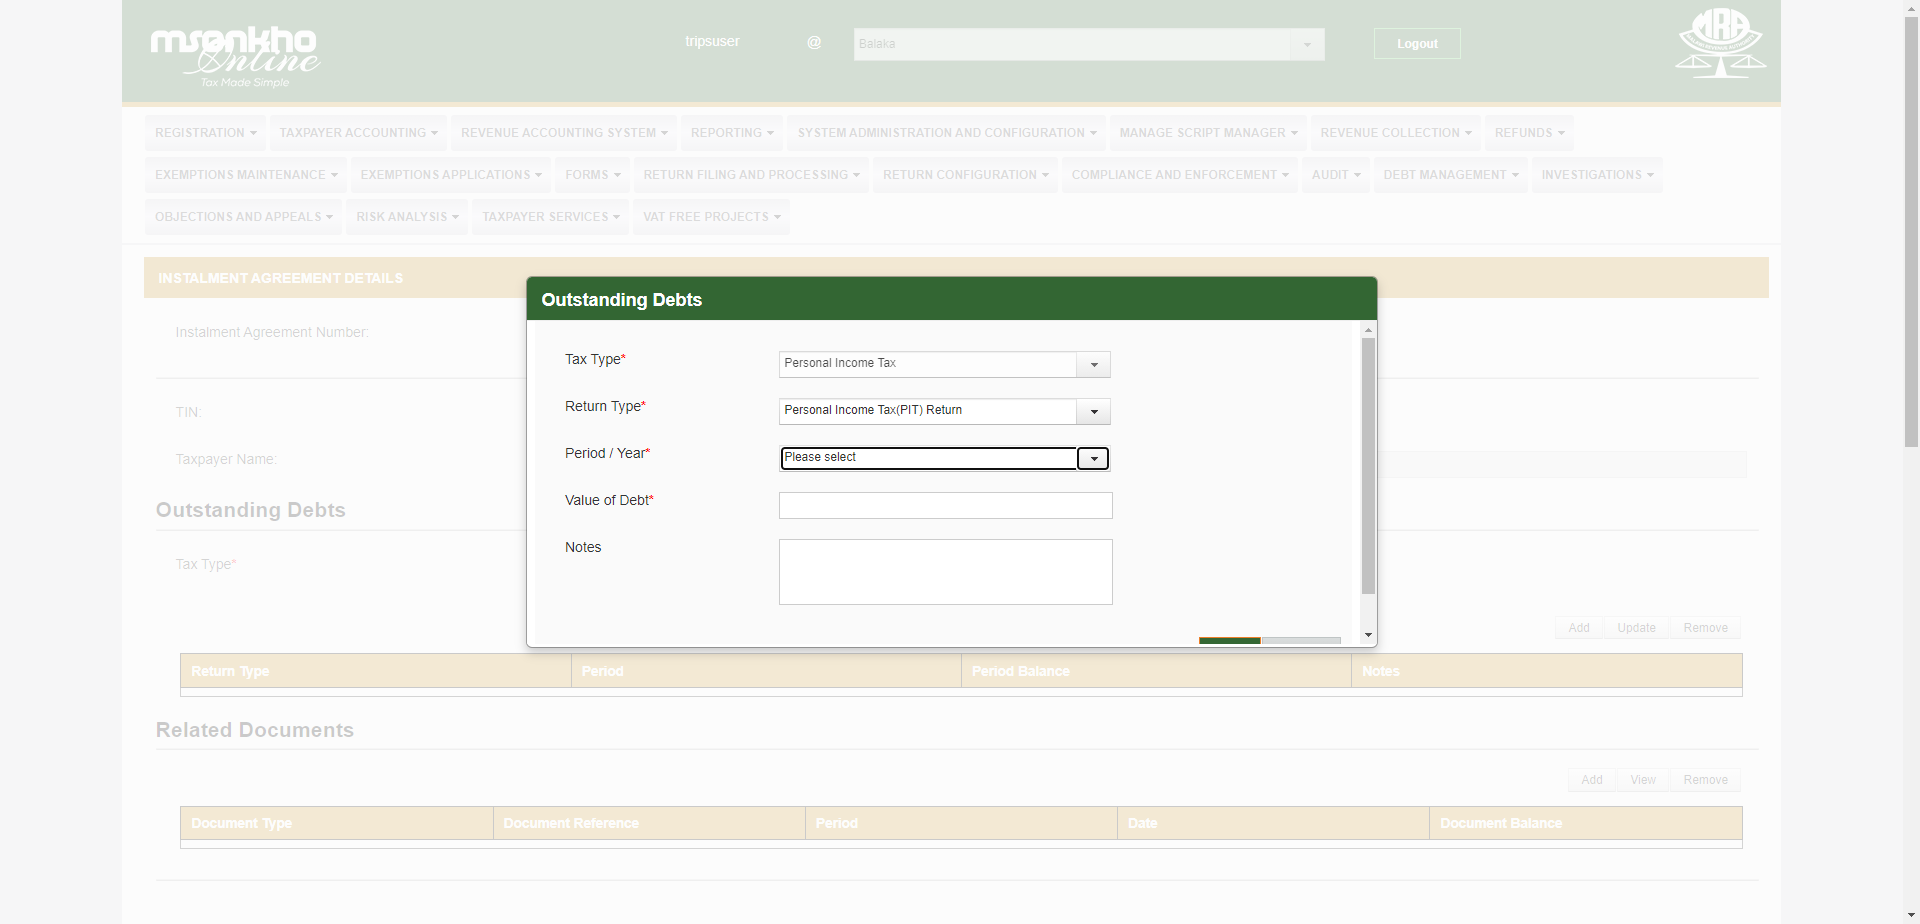 msonkho
Online
Tax Made Simple
tripsuser @ Balaka Logout
MRA
MALAWI REVENUE AUTHORITY
REGISTRATION TAXPAYER ACCOUNTING REVENUE ACCOUNTING SYSTEM REPORTING SYSTEM ADMINISTRATION AND CONFIGURATION MANAGE SCRIPT MANAGER REVENUE COLLECTION REFUNDS
EXEMPTIONS MAINTENANCE EXEMPTIONS APPLICATIONS FORMS RETURN FILING AND PROCESSING RETURN CONFIGURATION COMPLIANCE AND ENFORCEMENT AUDIT DEBT MANAGEMENT INVESTIGATIONS
OBJECTIONS AND APPEALS RISK ANALYSIS TAXPAYER SERVICES VAT FREE PROJECTS
INSTALMENT AGREEMENT DETAILS
Instalment Agreement Number:
TIN:
Taxpayer Name:
Outstanding Debts
Tax Type*
Outstanding Debts
Tax Type* Personal Income Tax
Return Type* Personal Income Tax(PIT) Return
Period / Year* Please select
Value of Debt*
Notes
Add Update Remove
Return Type Period Period Balance Notes
Related Documents
Add View Remove
Document Type Document Reference Period Date Document Balance